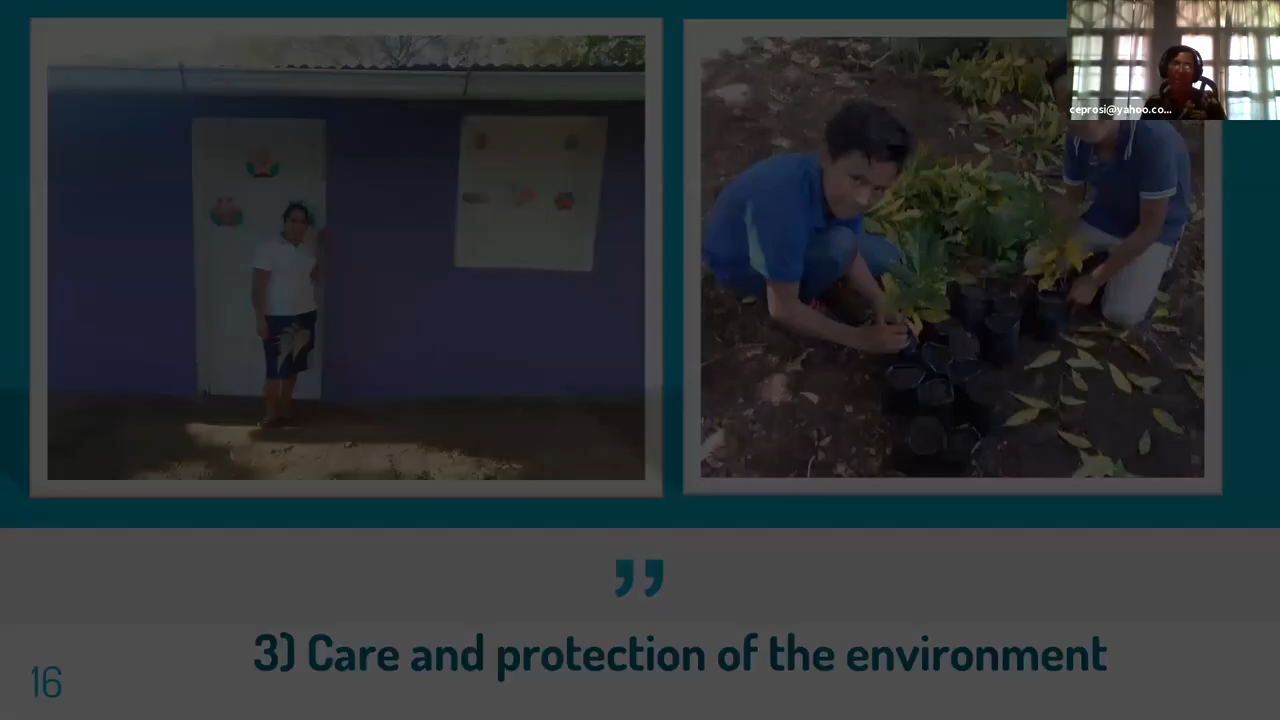 ceprosi@yahoo.co...
”
3) Care and protection of the environment
16